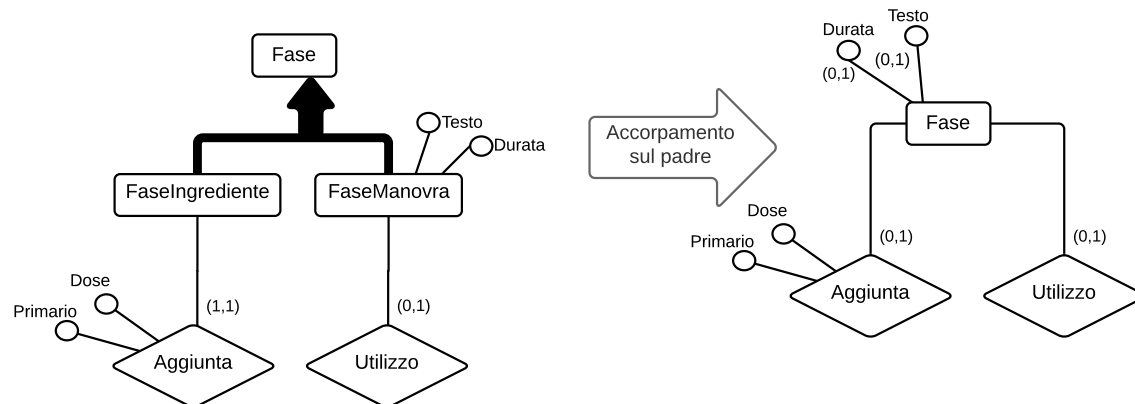 Fase
Testo
Durata
FaseIngrediente
FaseManovra
Dose
Primario
(1,1)
(0,1)
Aggiunta
Utilizzo
Accorpamento
sul padre
Testo
Durata
(0,1)
(0,1)
Fase
Dose
Primario
(0,1)
(0,1)
Aggiunta
Utilizzo